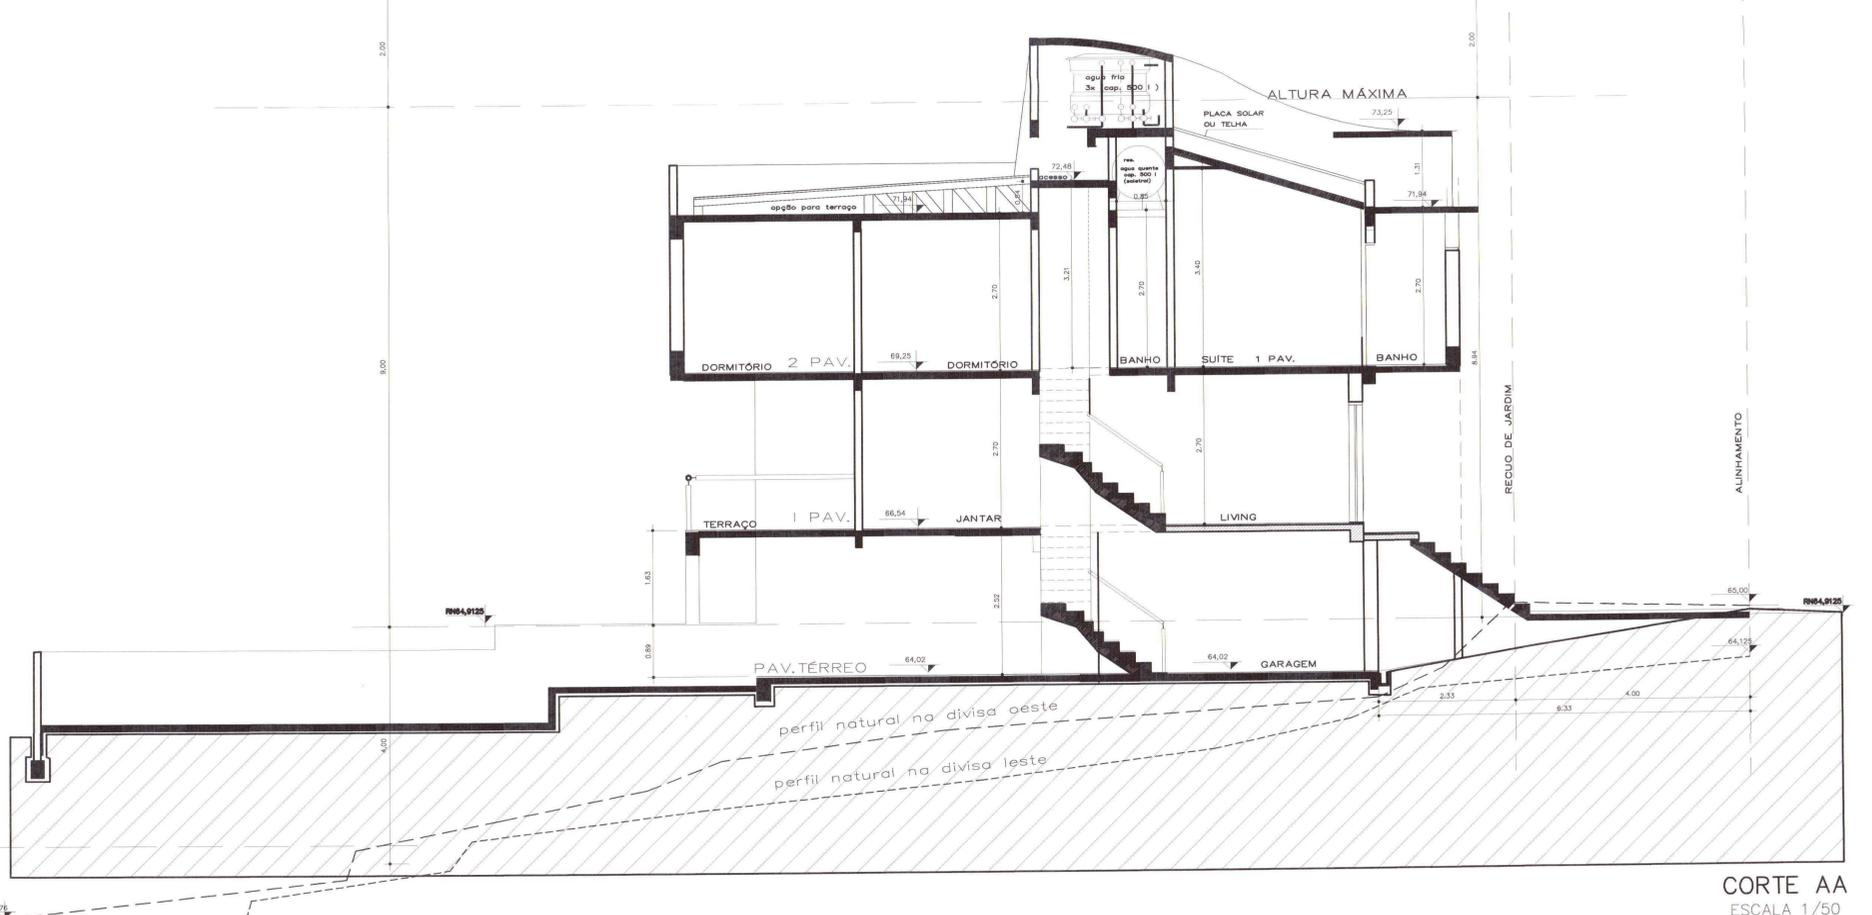 2.00
2.00
agua fria
3x (cap. 500 l )
ALTURA MÁXIMA
PLACA SOLAR
OU TELHA
73,25
res.
agua quente
cap. 500 l
72,48
(acesso)
1.31
0.85
71,94
opção para terraço
71,94
3.21
3.40
2.70
2.70
2.70
9,00
8.94
DORMITÓRIO 2 PAV. 69,25 DORMITÓRIO BANHO SUÍTE 1 PAV. BANHO
RECUO DE JARDIM
ALINHAMENTO
2.70
2.70
TERRAÇO 1 PAV. 66,54 JANTAR LIVING
1.63
2.52
RN64,9125
65,00
RN64,9125
0.89
64,125
PAV.TÉRREO 64,02 64,02 GARAGEM
2.33 4.00
6.33
perfil natural na divisa oeste
4,00
perfil natural na divisa leste
CORTE AA
ESCALA 1/50